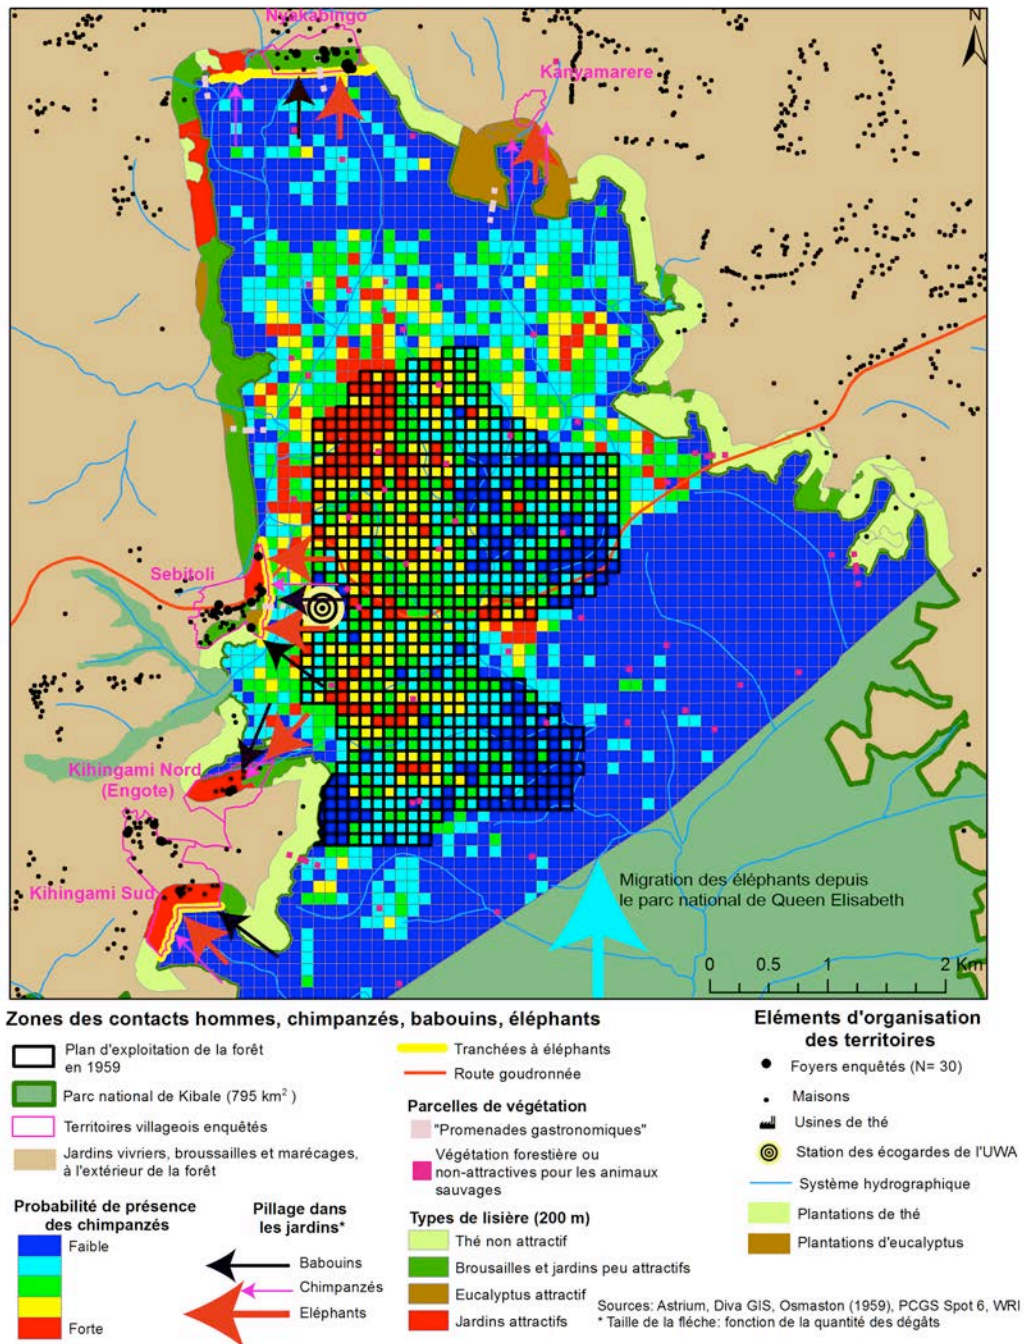 Nyakabingo
N
Kanyamarere
Sebitoli
Kihingami Nord
(Engote)
Kihingami Sud
Migration des éléphants depuis
le parc national de Queen Elisabeth
0 0.5 1 2 Km
Zones des contacts hommes, chimpanzés, babouins, éléphants
Plan d'exploitation de la forêt
en 1959
Parc national de Kibale (795 km²)
Territoires villageois enquêtés
Jardins vivriers, broussailles et marécages,
à l'extérieur de la forêt
Probabilité de présence
des chimpanzés
Faible
Forte
Pillage dans
les jardins*
Babouins
Chimpanzés
Eléphants
Tranchées à éléphants
Route goudronnée
Parcelles de végétation
"Promenades gastronomiques"
Végétation forestière ou
non-attractives pour les animaux
sauvages
Types de lisière (200 m)
Thé non attractif
Brousailles et jardins peu attractifs
Eucalyptus attractif
Jardins attractifs
Eléments d'organisation
des territoires
Foyers enquêtés (N= 30)
Maisons
Usines de thé
Station des écogardes de l'UWA
Système hydrographique
Plantations de thé
Plantations d'eucalyptus
Sources: Astrium, Diva GIS, Osmaston (1959), PCGS Spot 6, WRI
* Taille de la fléche: fonction de la quantité des dégâts